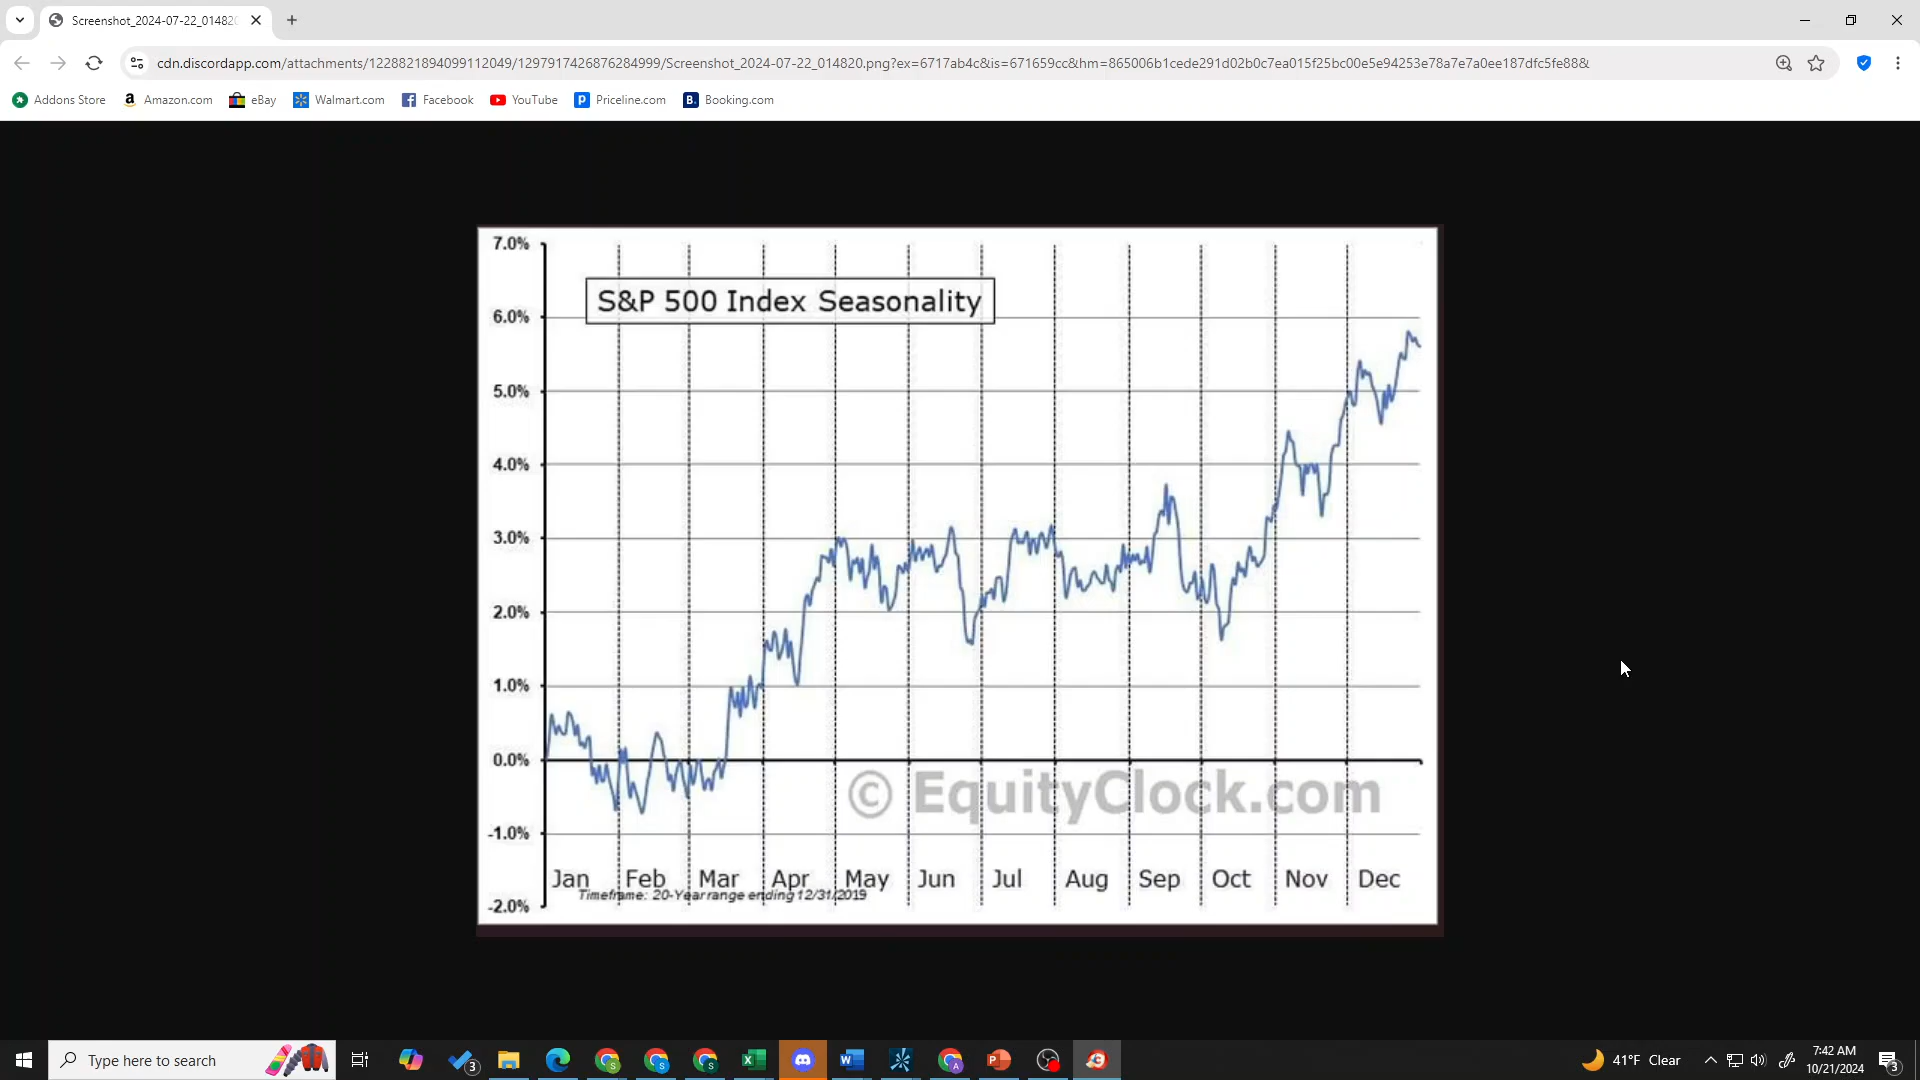 Screenshot_2024-07-22_01482
cdn.discordapp.com/attachments/1228821894099112049/1297917426876284999/Screenshot_2024-07-22_014820.png?ex=6717ab4c&is=671659cc&hm=865006b1cede291d02b0c7ea015f25bc00e5e94253e78a7e7a0ee187dfc5fe88&
Addons Store Amazon.com eBay Walmart.com Facebook YouTube Priceline.com Booking.com
7.0%
S&P 500 Index Seasonality
6.0%
5.0%
4.0%
3.0%
2.0%
1.0%
0.0%
© EquityClock.com
-1.0%
Jan Feb Mar Apr May Jun Jul Aug Sep Oct Nov Dec
Timeframe: 20-Year range ending 12/31/2019
-2.0%
Type here to search
3
41°F Clear
7:42 AM
10/21/2024
3